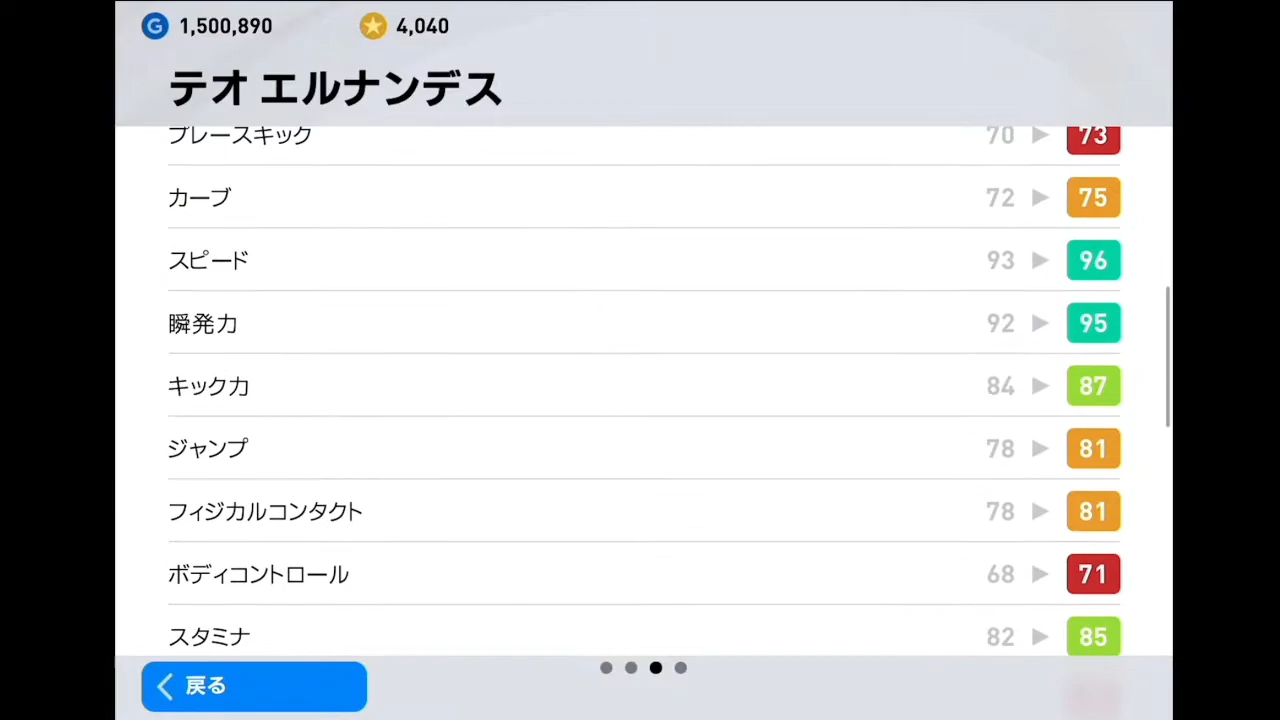 G 1,500,890 4,040
テオ エルナンデス
プレースキック 70 ▶ 73
カーブ 72 ▶ 75
スピード 93 ▶ 96
瞬発力 92 ▶ 95
キック力 84 ▶ 87
ジャンプ 78 ▶ 81
フィジカルコンタクト 78 ▶ 81
ボディコントロール 68 ▶ 71
スタミナ 82 ▶ 85
戻る